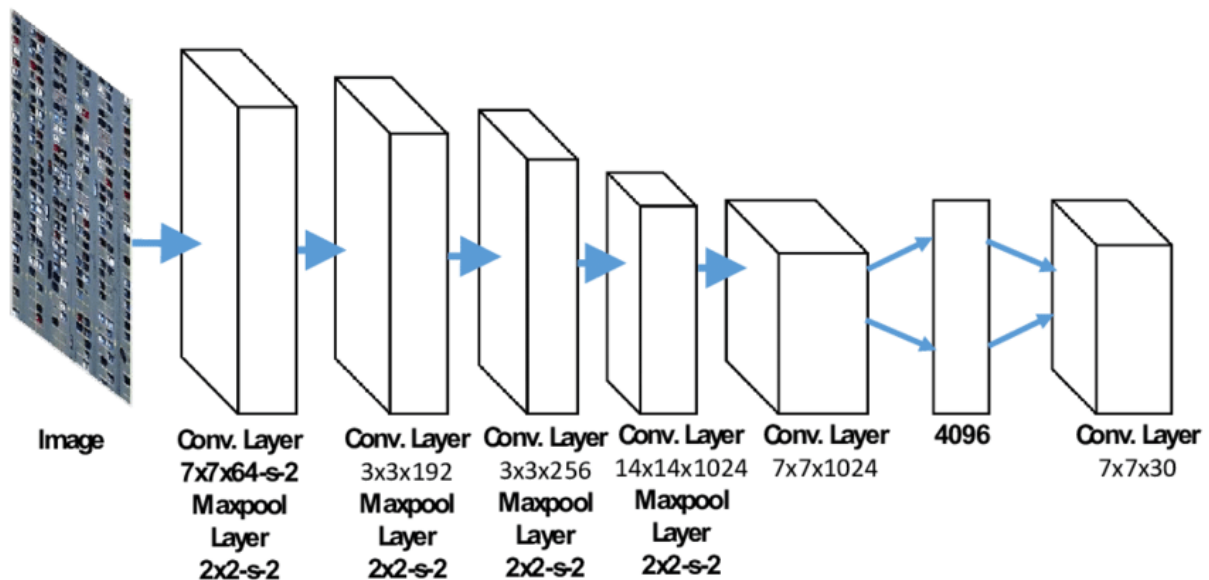 Image
Conv. Layer
7x7x64-s-2
Maxpool
Layer
2x2-s-2
Conv. Layer
3x3x192
Maxpool
Layer
2x2-s-2
Conv. Layer
3x3x256
Maxpool
Layer
2x2-s-2
Conv. Layer
14x14x1024
Maxpool
Layer
2x2-s-2
Conv. Layer
7x7x1024
4096
Conv. Layer
7x7x30